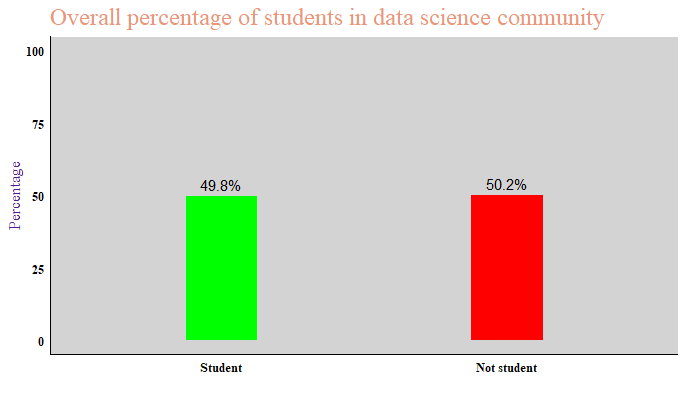 Overall percentage of students in data science community
Percentage
100
75
50
25
0
49.8%
50.2%
Student
Not student